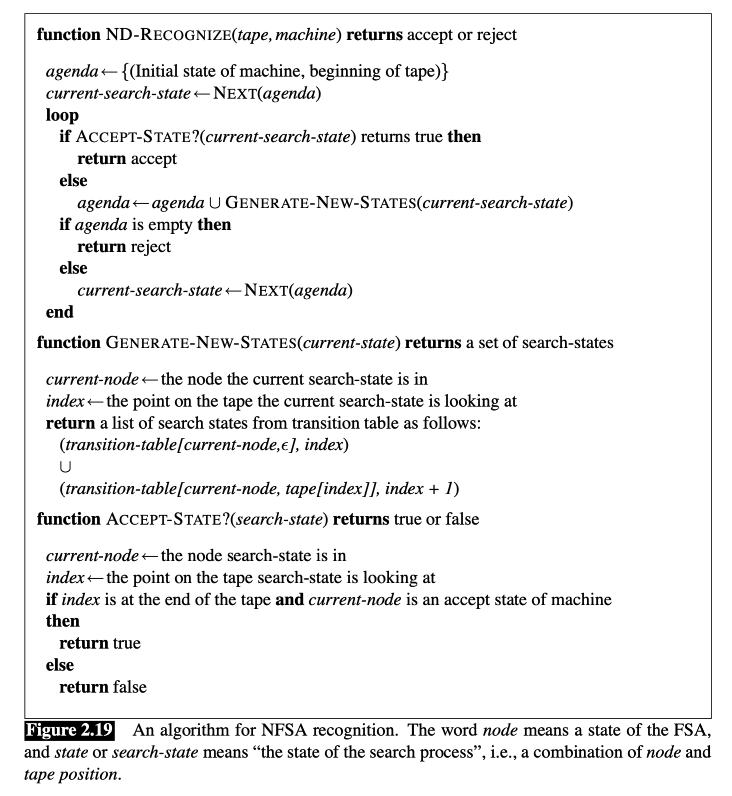 function ND-RECOGNIZE(tape, machine) returns accept or reject
agenda ← {(Initial state of machine, beginning of tape)}
current-search-state ← NEXT(agenda)
loop
if ACCEPT-STATE?(current-search-state) returns true then
return accept
else
agenda ← agenda ∪ GENERATE-NEW-STATES(current-search-state)
if agenda is empty then
return reject
else
current-search-state ← NEXT(agenda)
end
function GENERATE-NEW-STATES(current-state) returns a set of search-states
current-node ← the node the current search-state is in
index ← the point on the tape the current search-state is looking at
return a list of search states from transition table as follows:
(transition-table[current-node,ϵ], index)
∪
(transition-table[current-node, tape[index]], index + 1)
function ACCEPT-STATE?(search-state) returns true or false
current-node ← the node search-state is in
index ← the point on the tape search-state is looking at
if index is at the end of the tape and current-node is an accept state of machine
then
return true
else
return false
Figure 2.19 An algorithm for NFSA recognition. The word node means a state of the FSA,
and state or search-state means “the state of the search process”, i.e., a combination of node and
tape position.